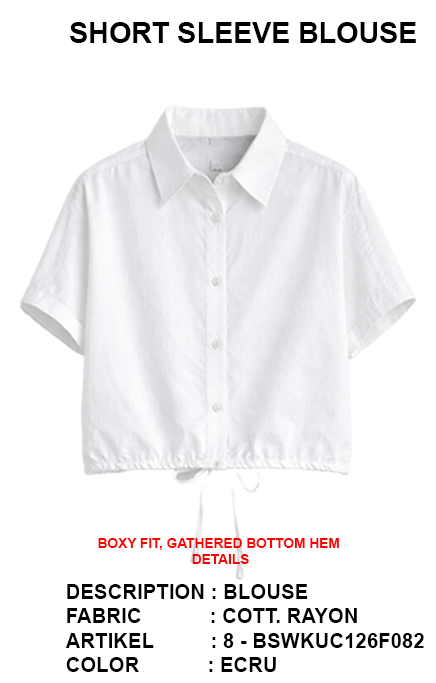 SHORT SLEEVE BLOUSE
BOXY FIT, GATHERED BOTTOM HEM
DETAILS
DESCRIPTION : BLOUSE
FABRIC : COTT. RAYON
ARTIKEL : 8 - BSWKUC126F082
COLOR : ECRU